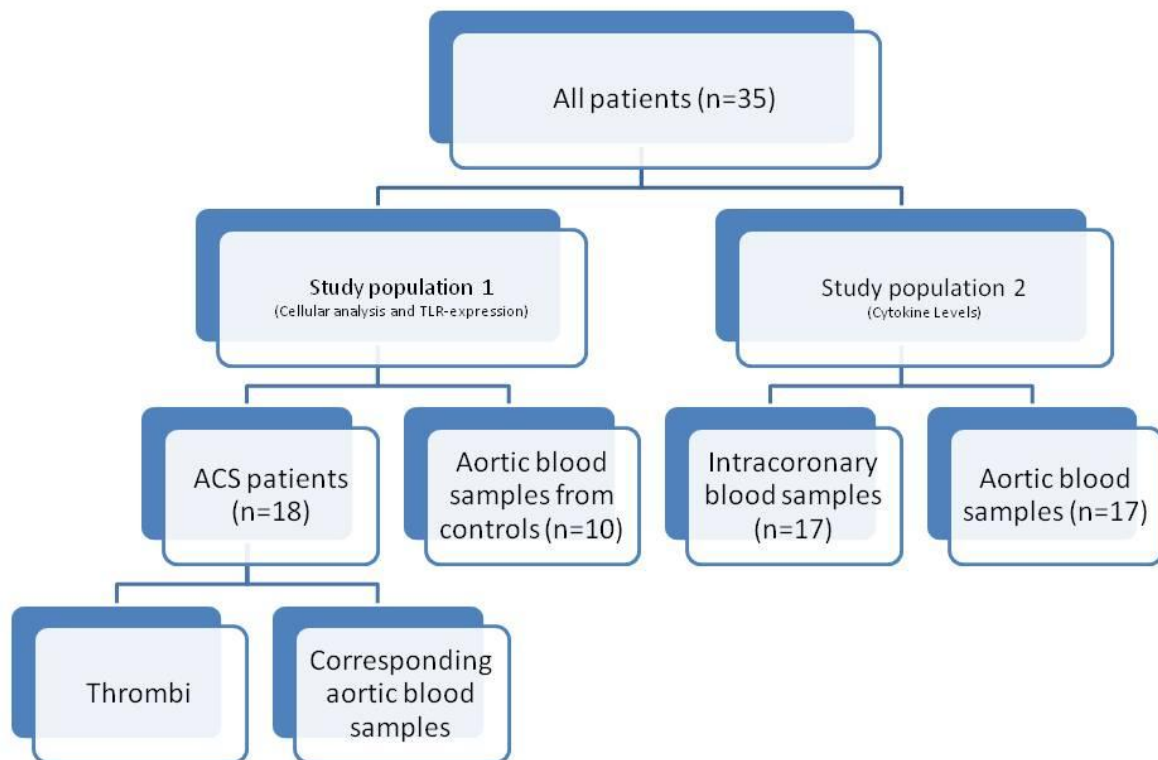 All patients (n=35)
Study population 1
(Cellular analysis and TLR-expression)
Study population 2
(Cytokine Levels)
ACS patients
(n=18)
Aortic blood
samples from
controls (n=10)
Intracoronary
blood samples
(n=17)
Aortic blood
samples (n=17)
Thrombi
Corresponding
aortic blood
samples